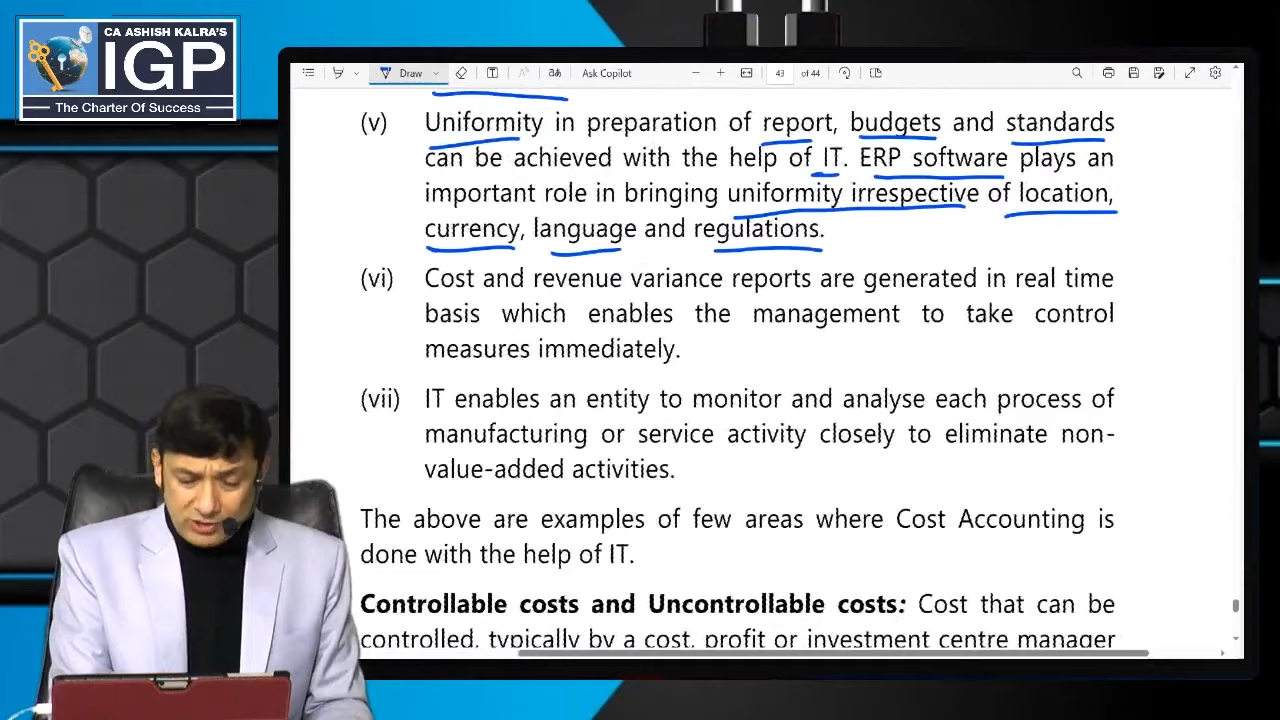 CA ASHISH KALRA'S
IGP
The Charter Of Success
Draw
Ask Copilot
43 of 44
(v) Uniformity in preparation of report, budgets and standards
can be achieved with the help of IT. ERP software plays an
important role in bringing uniformity irrespective of location,
currency, language and regulations.
(vi) Cost and revenue variance reports are generated in real time
basis which enables the management to take control
measures immediately.
(vii) IT enables an entity to monitor and analyse each process of
manufacturing or service activity closely to eliminate non-
value-added activities.
The above are examples of few areas where Cost Accounting is
done with the help of IT.
Controllable costs and Uncontrollable costs: Cost that can be
controlled, typically by a cost, profit or investment centre manager